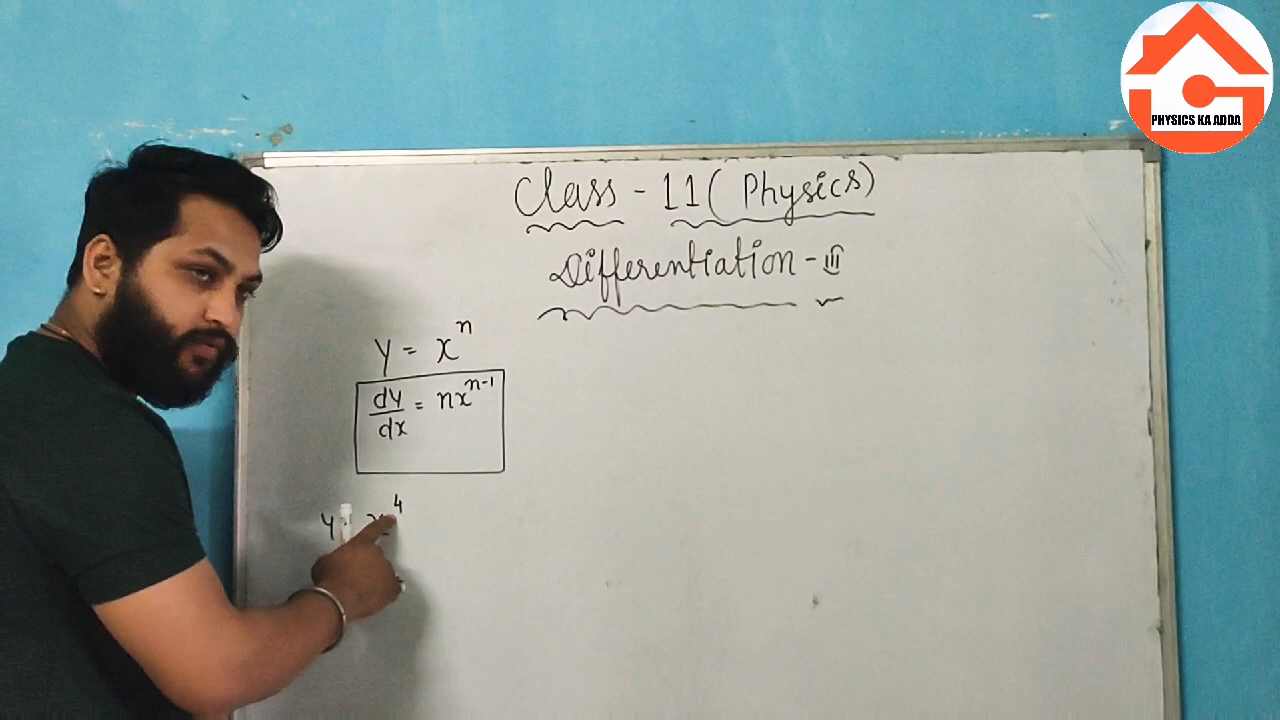 PHYSICS KA ADDA
Class - 11 ( Physics)
Differentiation - III
y = x^n
dy/dx = nx^(n-1)
y = x^4